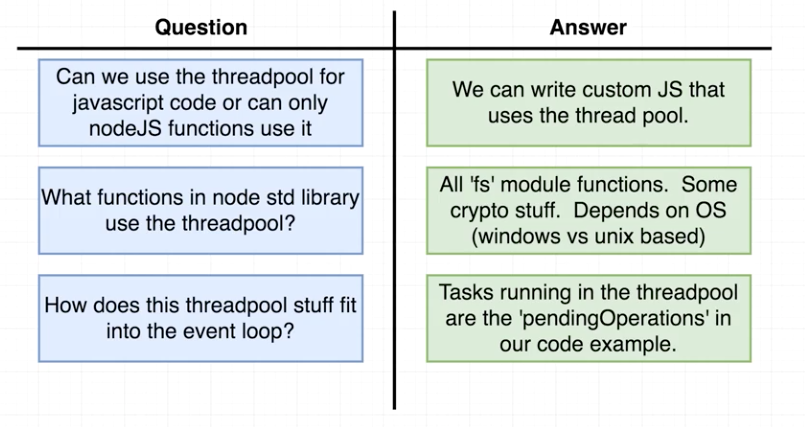 Question
Answer
Can we use the threadpool for
javascript code or can only
nodeJS functions use it
We can write custom JS that
uses the thread pool.
What functions in node std library
use the threadpool?
All 'fs' module functions.  Some
crypto stuff.  Depends on OS
(windows vs unix based)
How does this threadpool stuff fit
into the event loop?
Tasks running in the threadpool
are the 'pendingOperations' in
our code example.